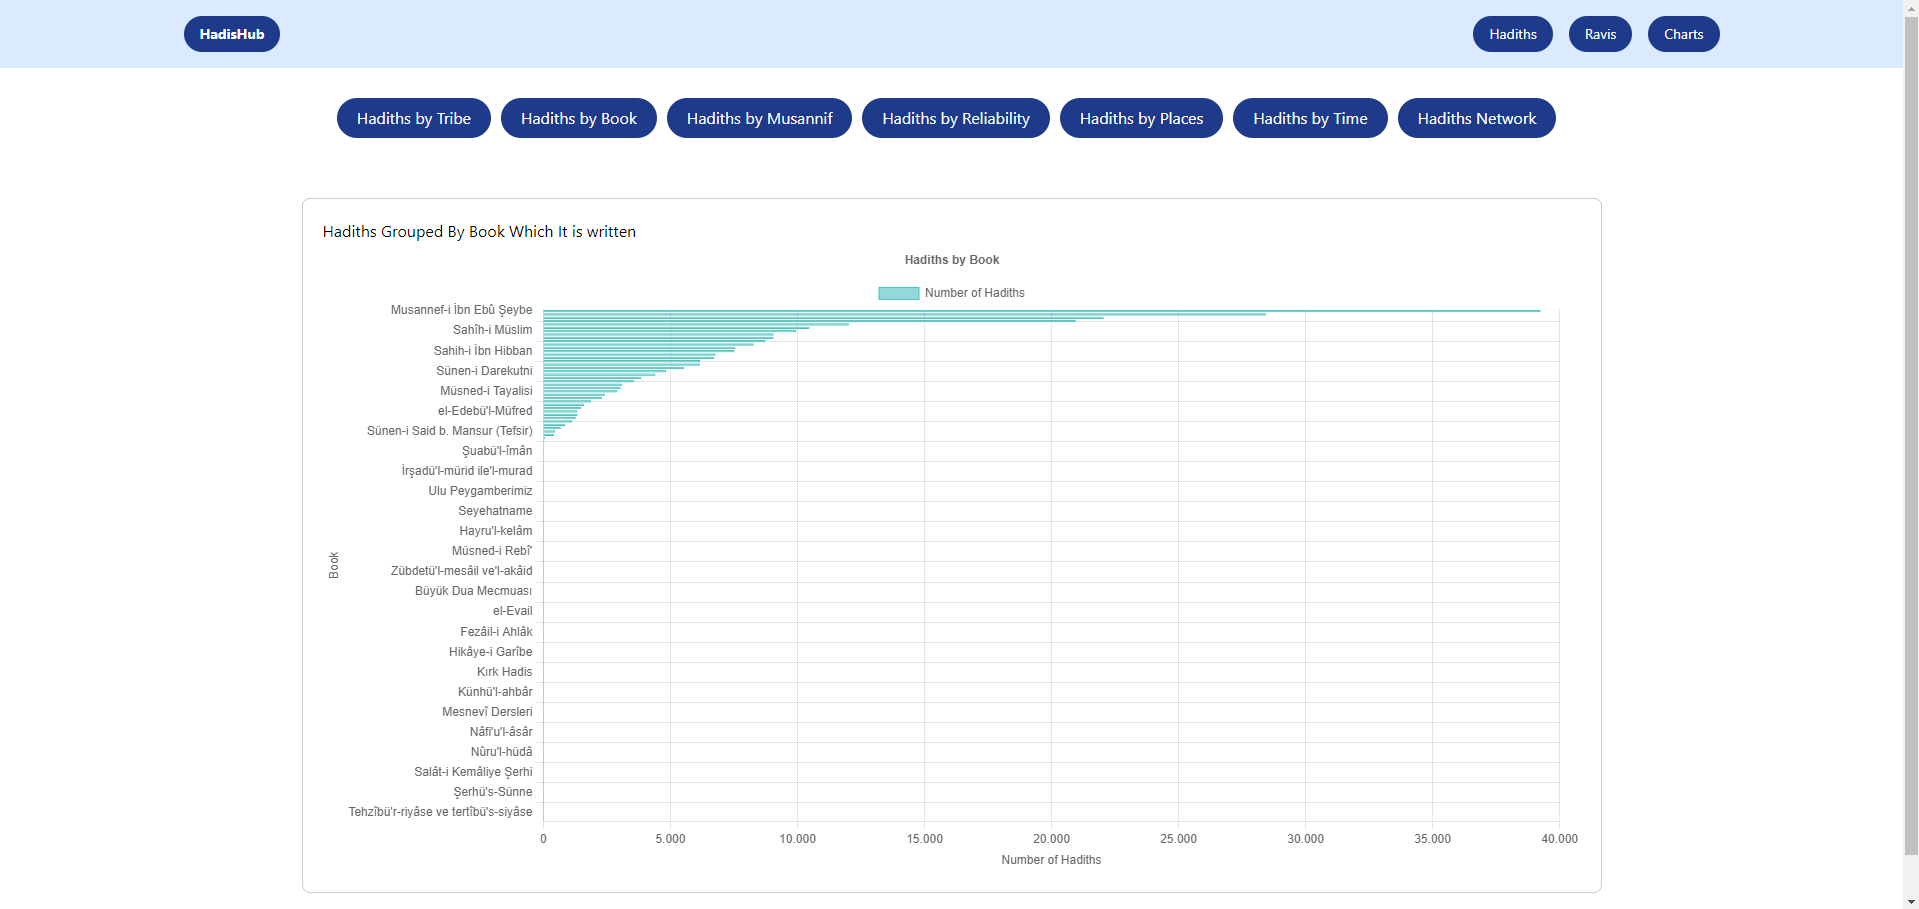 HadisHub
Hadiths
Ravis
Charts
Hadiths by Tribe
Hadiths by Book
Hadiths by Musannif
Hadiths by Reliability
Hadiths by Places
Hadiths by Time
Hadiths Network
Hadiths Grouped By Book Which It is written
Hadiths by Book
Number of Hadiths
Musannef-i İbn Ebû Şeybe
Sahîh-i Müslim
Sahih-i İbn Hibban
Sünen-i Darekutni
Müsned-i Tayalisi
el-Edebü'l-Müfred
Sünen-i Said b. Mansur (Tefsir)
Şuabü'l-îmân
İrşadü'l-mürid ile'l-murad
Ulu Peygamberimiz
Seyehatname
Hayru'l-kelâm
Müsned-i Rebî'
Zübdetü'l-mesâil ve'l-akâid
Büyük Dua Mecmuası
el-Evail
Fezâil-i Ahlâk
Hikâye-i Garîbe
Kırk Hadis
Künhü'l-ahbâr
Mesnevî Dersleri
Nâfi'u'l-âsâr
Nûru'l-hüdâ
Salât-i Kemâliye Şerhi
Şerhü's-Sünne
Tehzîbü'r-riyâse ve tertîbü's-siyâse
Book
0
5.000
10.000
15.000
20.000
25.000
30.000
35.000
40.000
Number of Hadiths